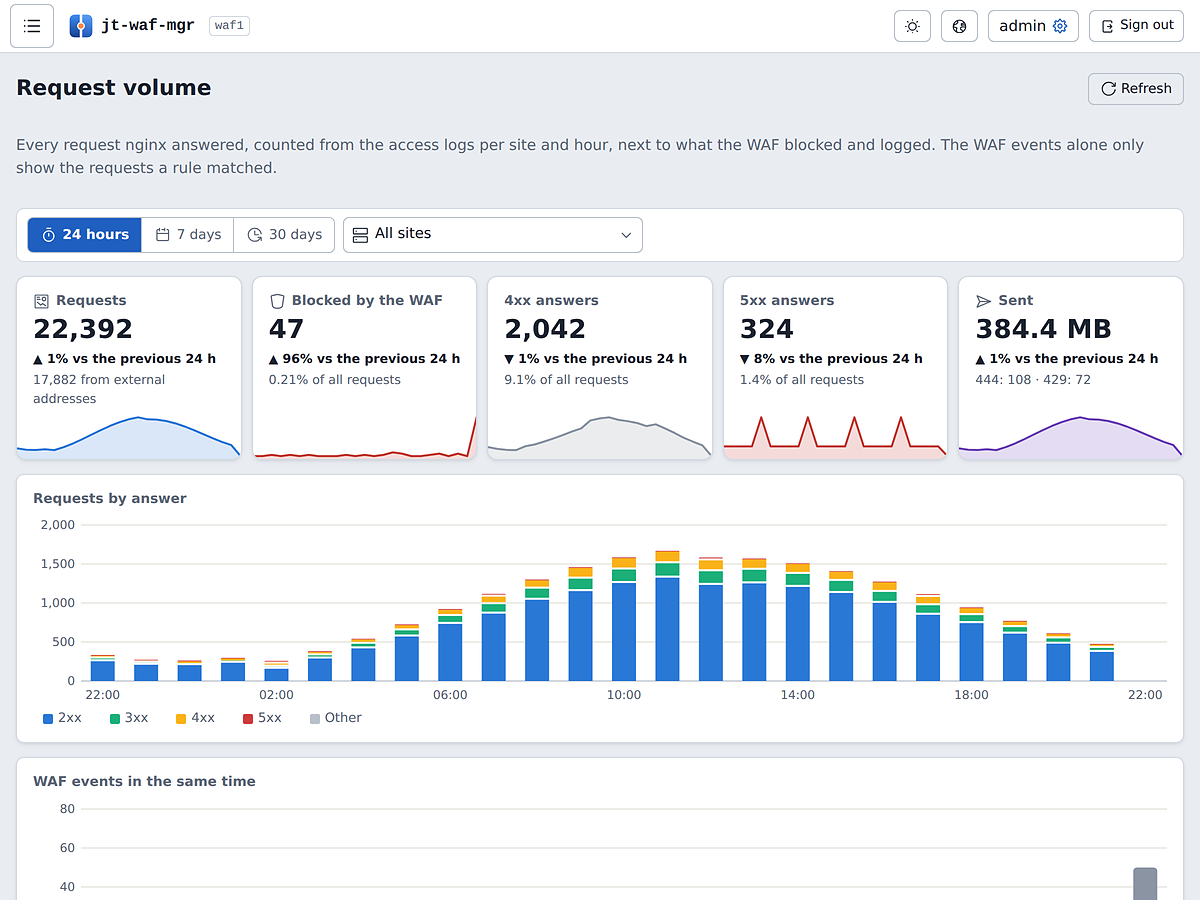 jt-waf-mgr waf1 admin Sign out
Request volume
Refresh
Every request nginx answered, counted from the access logs per site and hour, next to what the WAF blocked and logged. The WAF events alone only
show the requests a rule matched.
24 hours 7 days 30 days All sites
Requests
22,392
▲ 1% vs the previous 24 h
17,882 from external
addresses
Blocked by the WAF
47
▲ 96% vs the previous 24 h
0.21% of all requests
4xx answers
2,042
▼ 1% vs the previous 24 h
9.1% of all requests
5xx answers
324
▼ 8% vs the previous 24 h
1.4% of all requests
Sent
384.4 MB
▲ 1% vs the previous 24 h
444: 108 · 429: 72
Requests by answer
2,000
1,500
1,000
500
0
22:00 02:00 06:00 10:00 14:00 18:00 22:00
2xx 3xx 4xx 5xx Other
WAF events in the same time
80
60
40